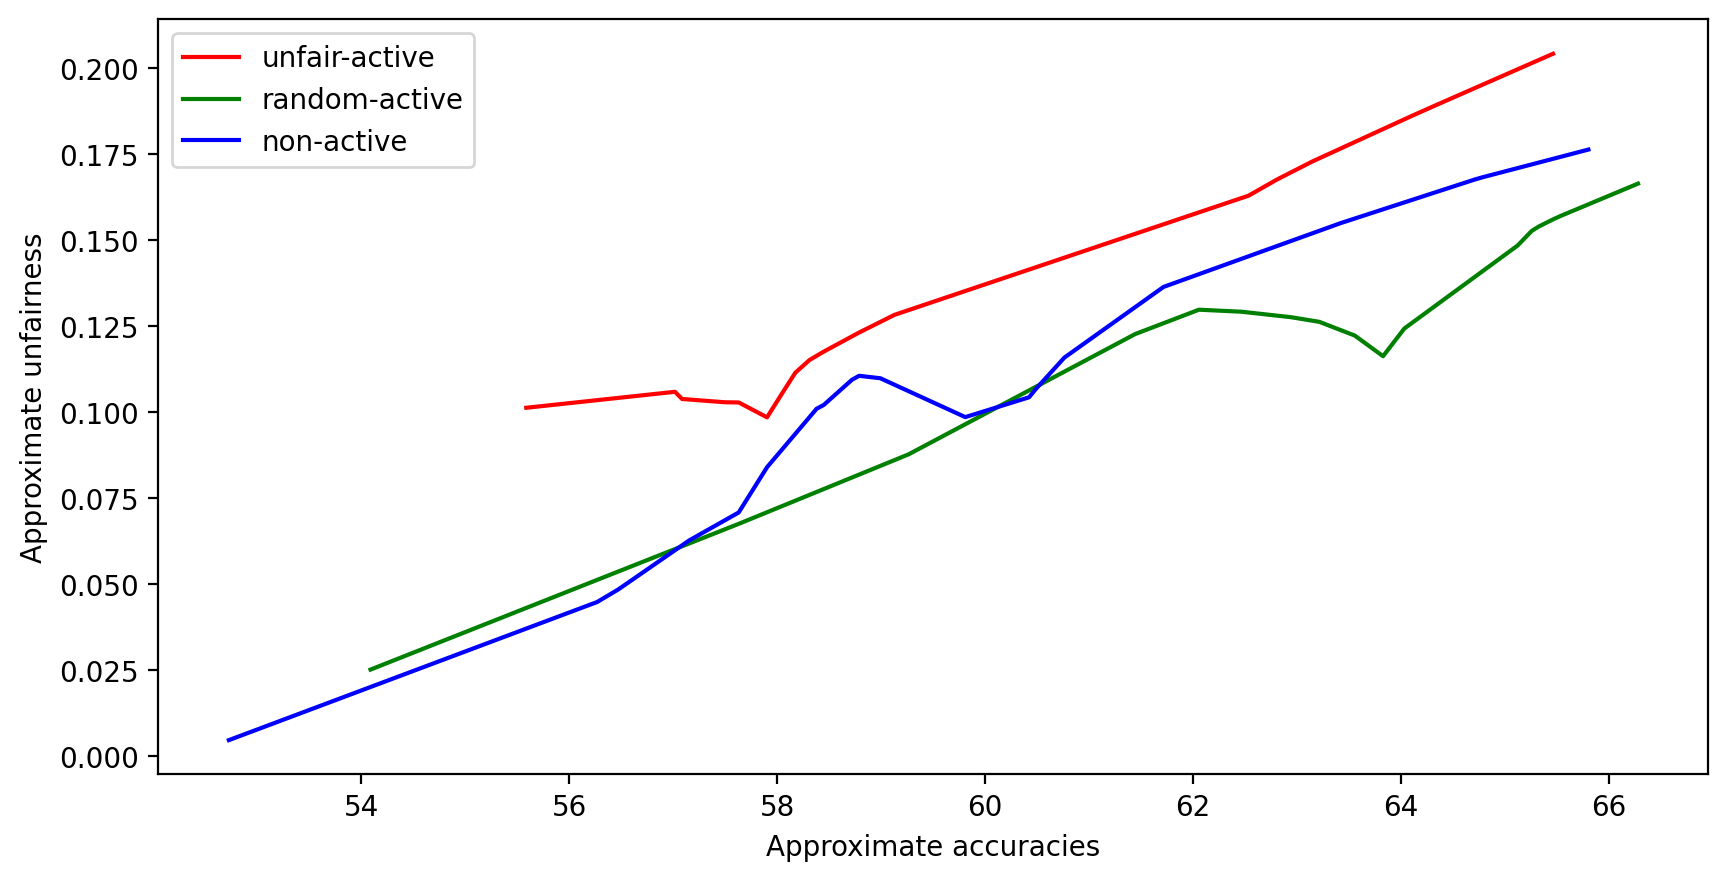 unfair-active
random-active
non-active
0.200
0.175
0.150
0.125
0.100
0.075
0.050
0.025
0.000
Approximate unfairness
54 56 58 60 62 64 66
Approximate accuracies